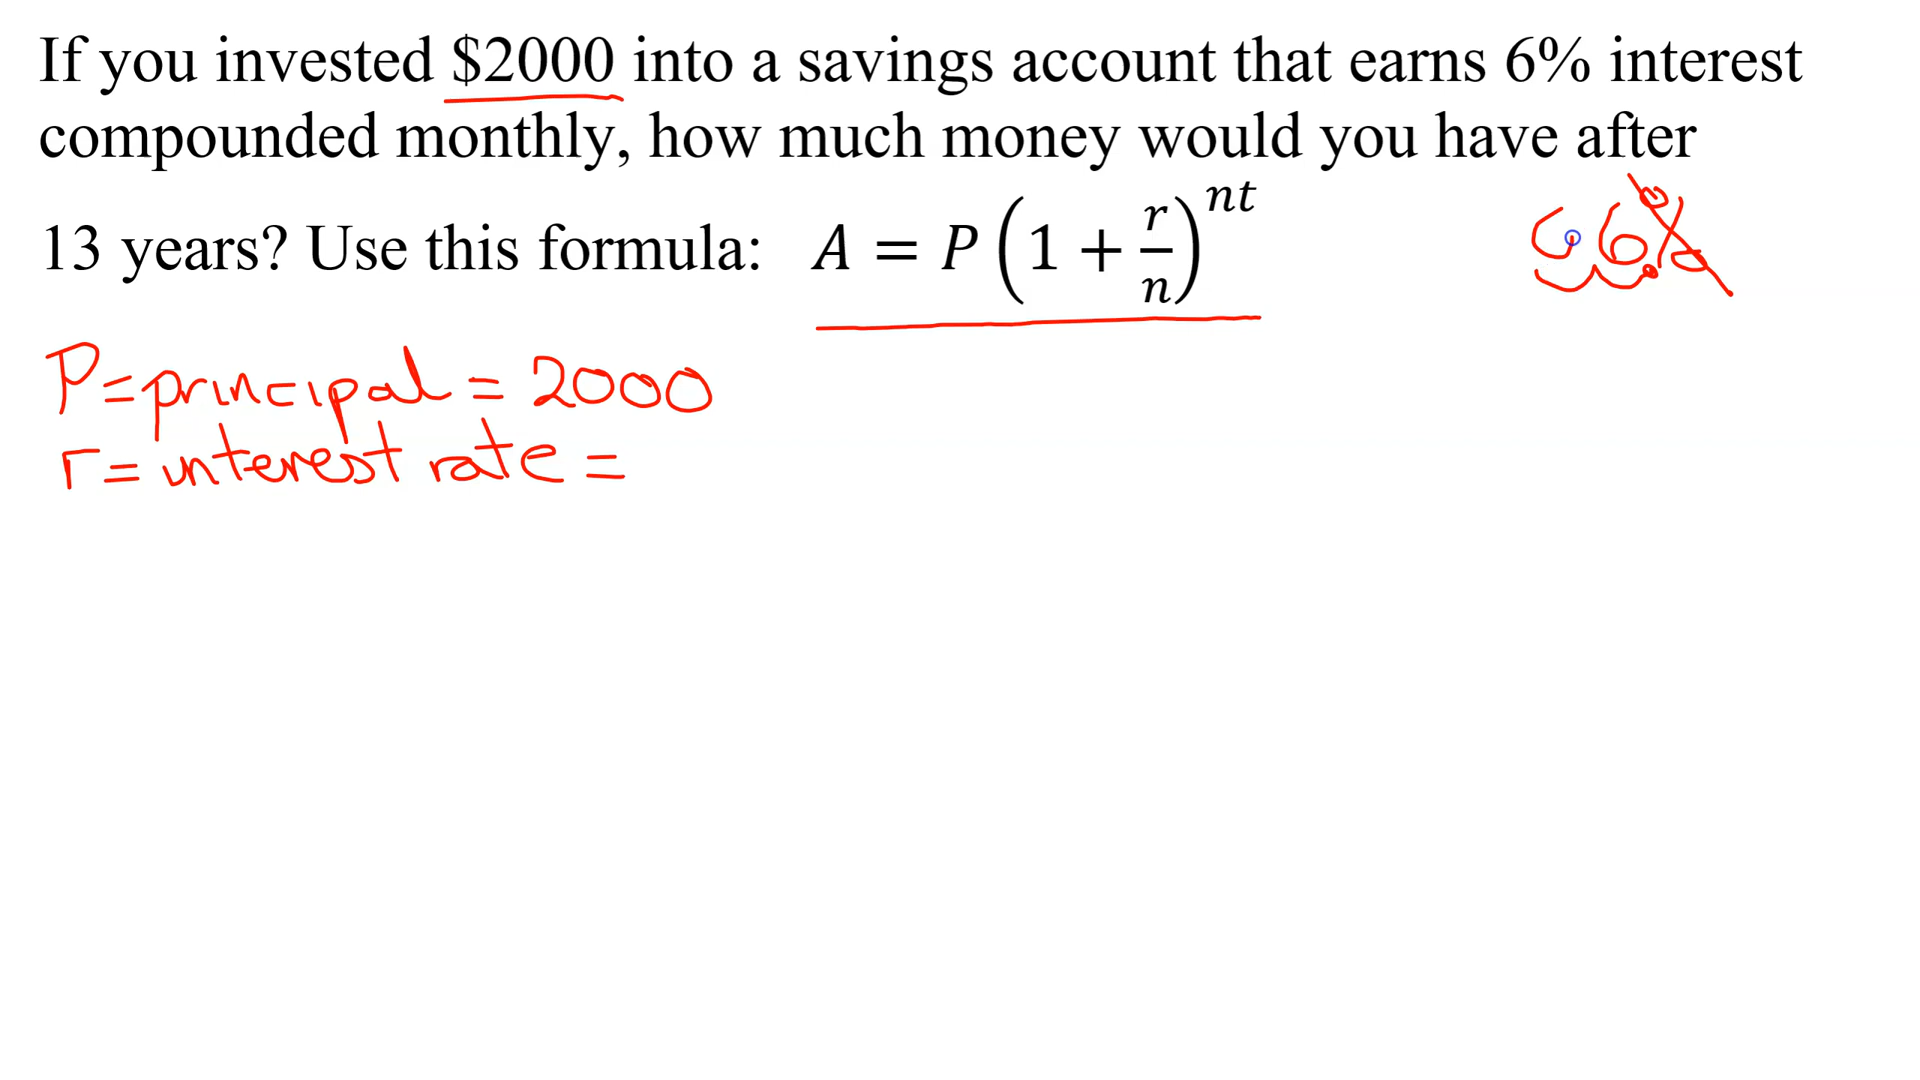 If you invested $2000 into a savings account that earns 6% interest
compounded monthly, how much money would you have after
13 years? Use this formula: A = P(1 + r/n)^nt
6%
P = principal = 2000
r = interest rate =